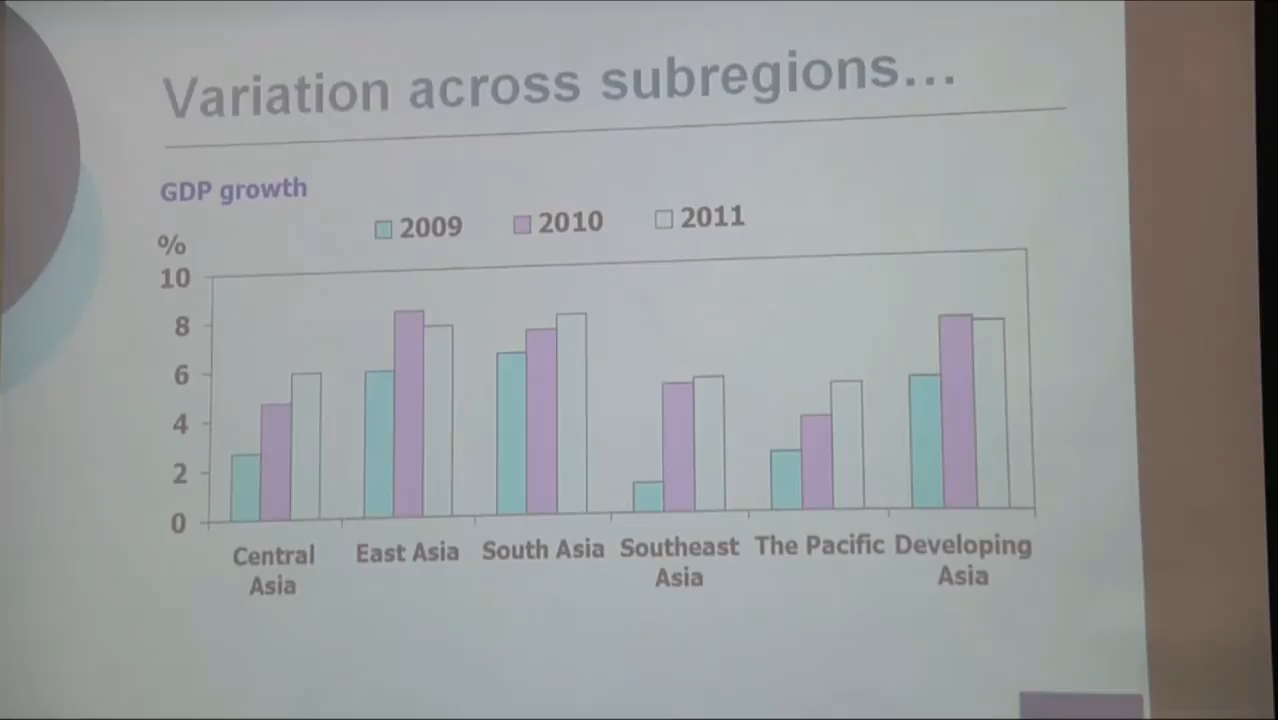 Variation across subregions...
GDP growth
2009 2010 2011
%
10
8
6
4
2
0
Central Asia
East Asia
South Asia
Southeast Asia
The Pacific
Developing Asia